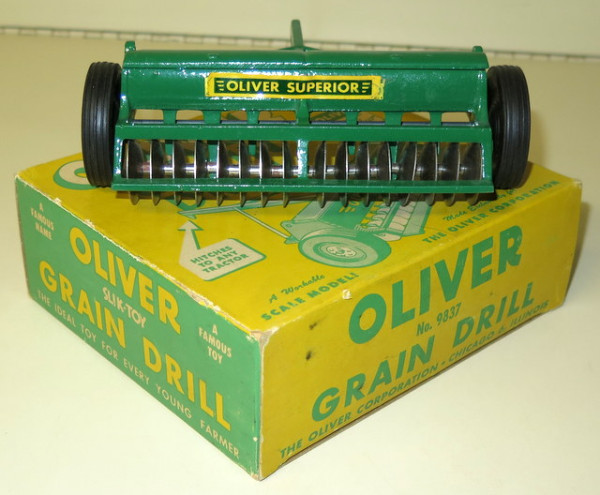 OLIVER SUPERIOR
HITCHES
TO ANY
TRACTOR
A Workable
SCALE MODEL!
THE OLIVER CORPORATION
A
FAMOUS
NAME
OLIVER
SLIK-TOY
GRAIN DRILL
A
FAMOUS
TOY
THE IDEAL TOY FOR EVERY YOUNG FARMER
OLIVER
No. 9837
GRAIN DRILL
THE OLIVER CORPORATION • CHICAGO 6, ILLINOIS